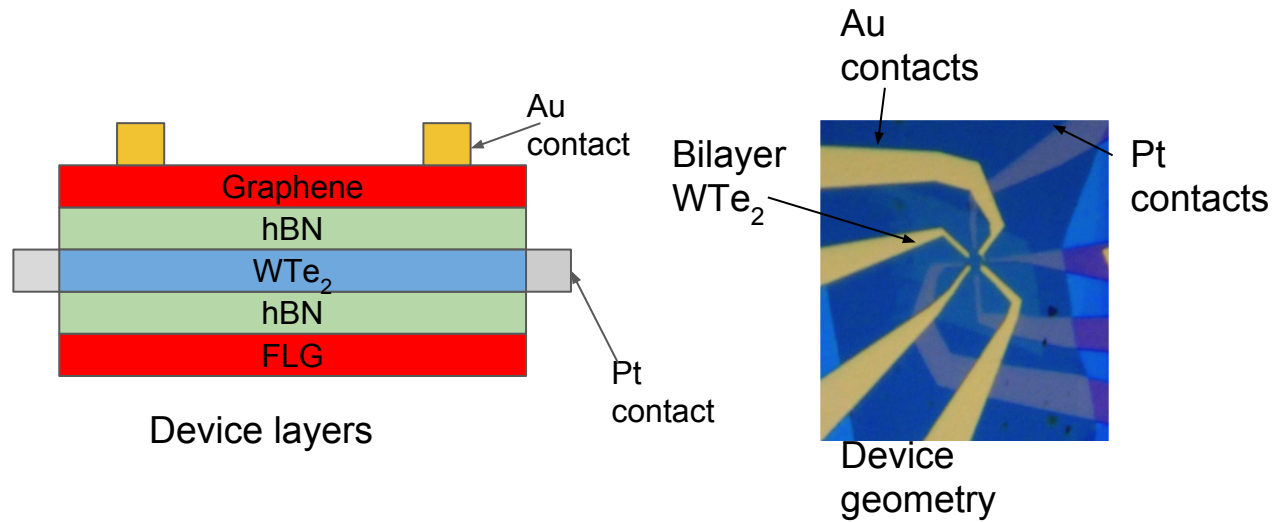 Au
contact
Graphene
hBN
WTe₂
hBN
FLG
Pt
contact
Device layers
Au
contacts
Bilayer
WTe₂
Pt
contacts
Device
geometry